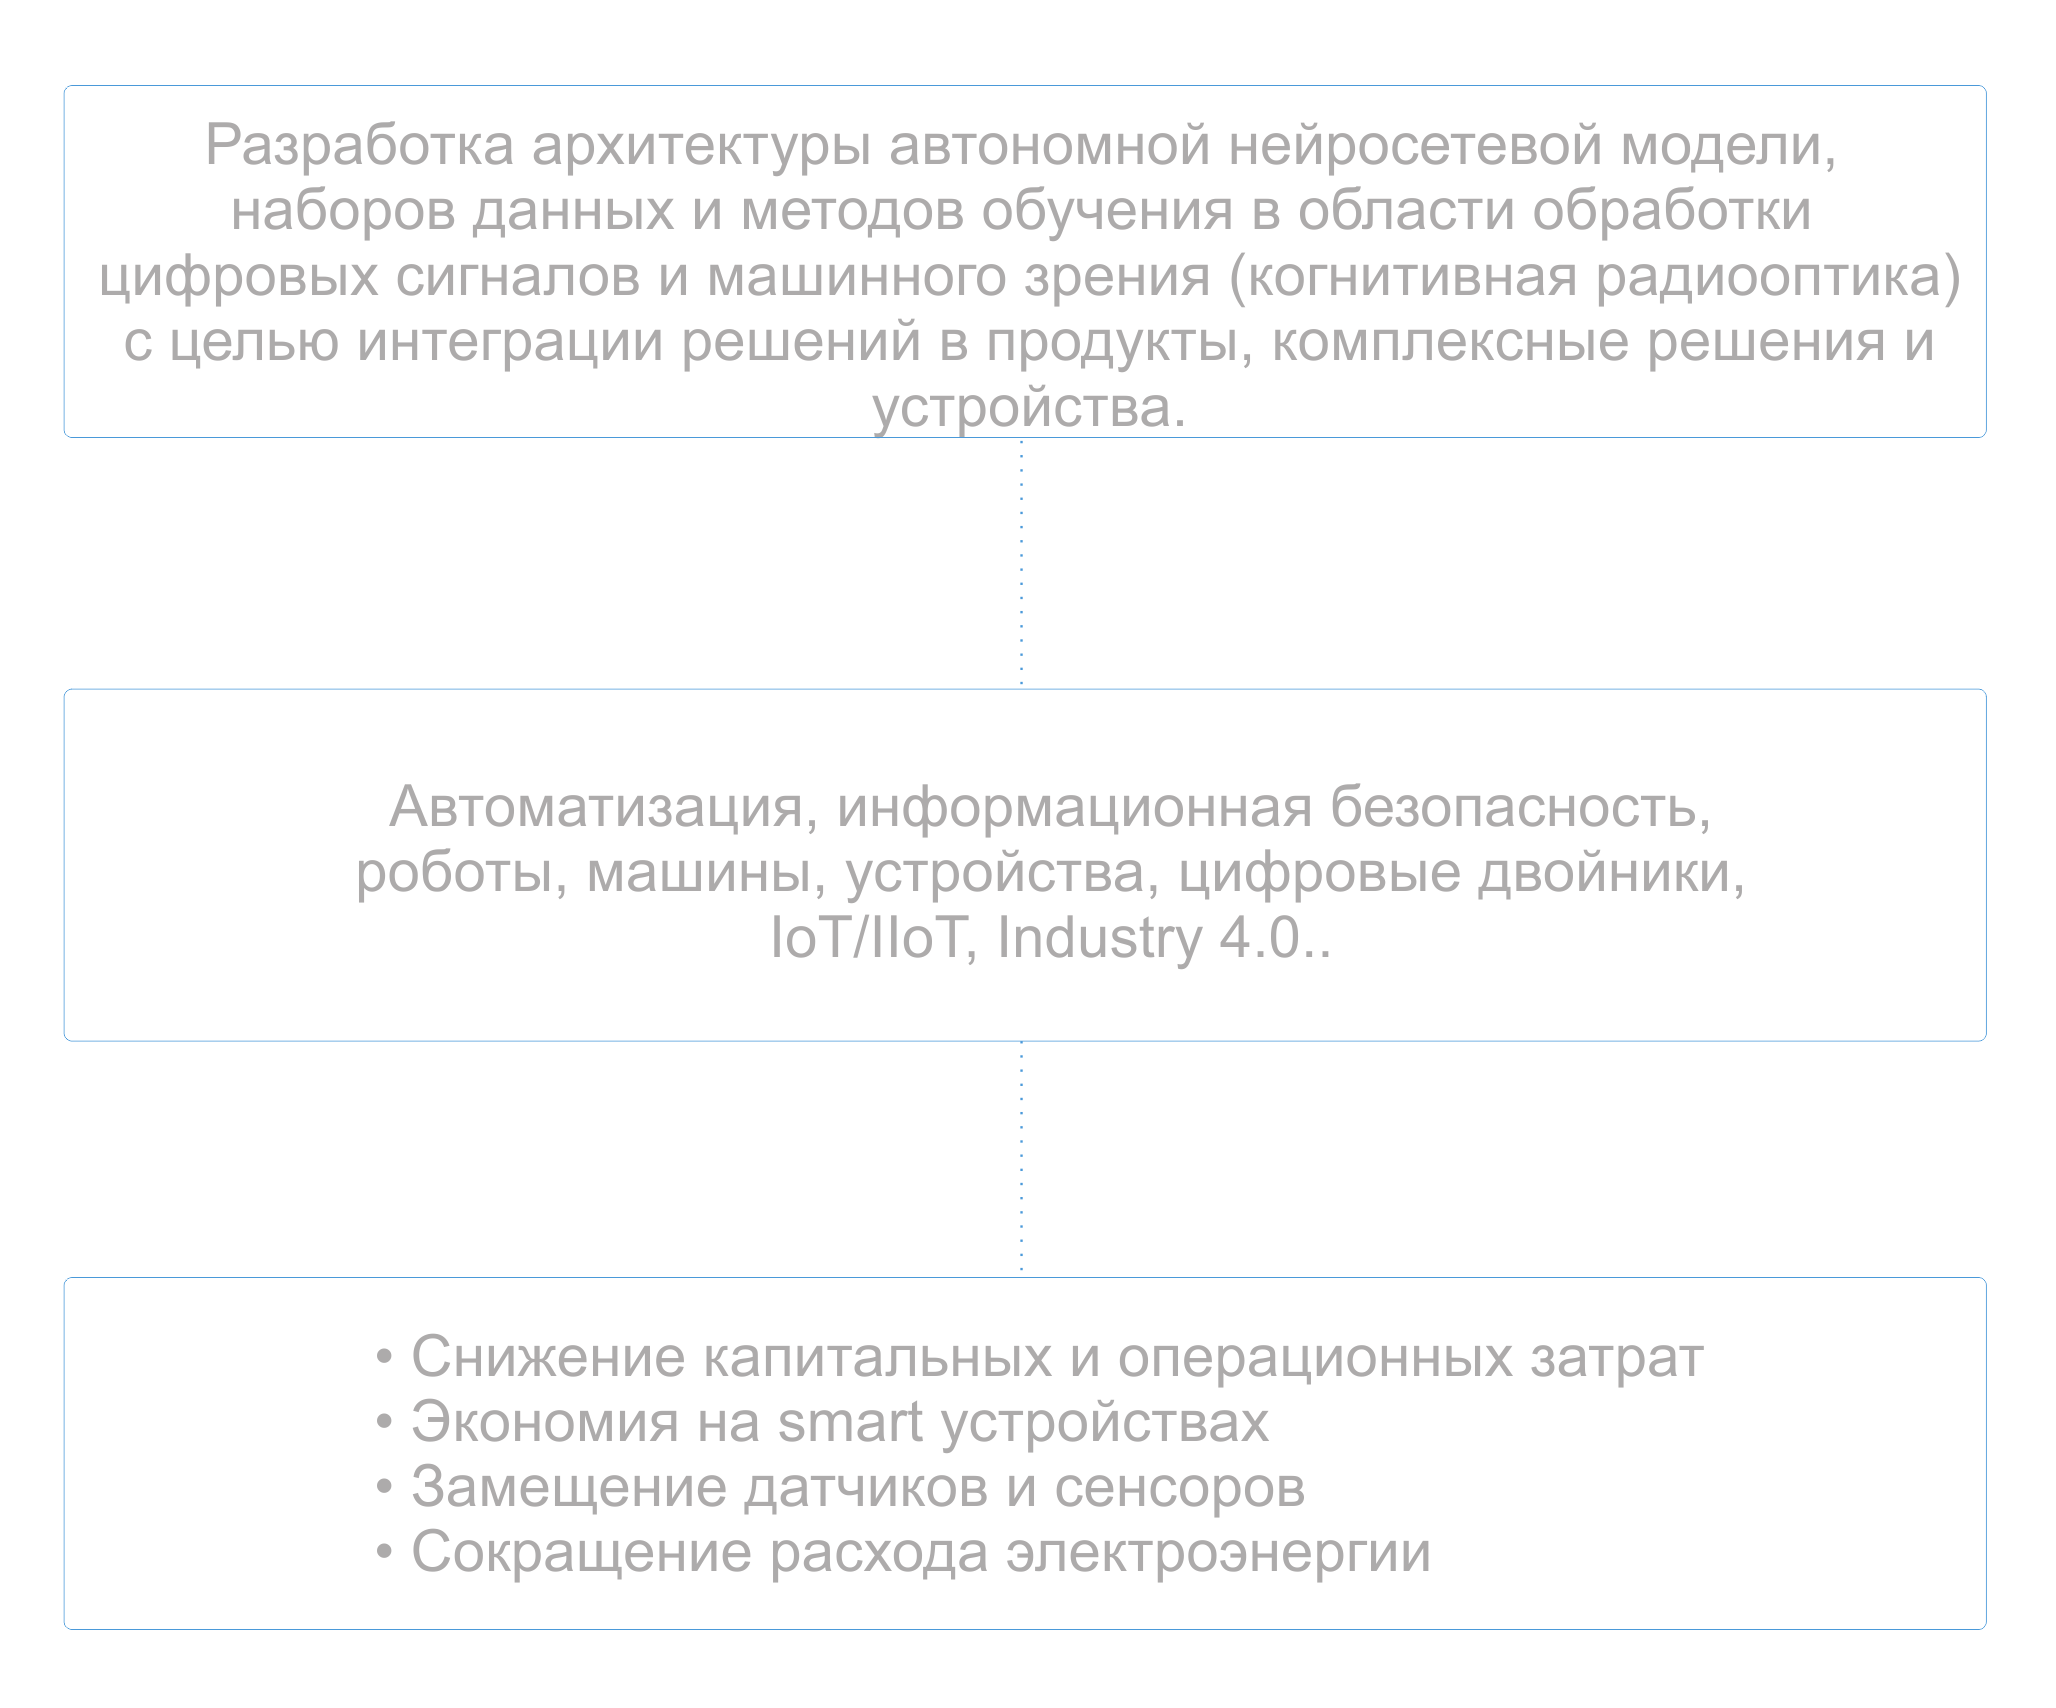 Разработка архитектуры автономной нейросетевой модели,
наборов данных и методов обучения в области обработки
цифровых сигналов и машинного зрения (когнитивная радиооптика)
с целью интеграции решений в продукты, комплексные решения и
устройства.
Автоматизация, информационная безопасность,
роботы, машины, устройства, цифровые двойники,
IoT/IIoT, Industry 4.0..
• Снижение капитальных и операционных затрат
• Экономия на smart устройствах
• Замещение датчиков и сенсоров
• Сокращение расхода электроэнергии